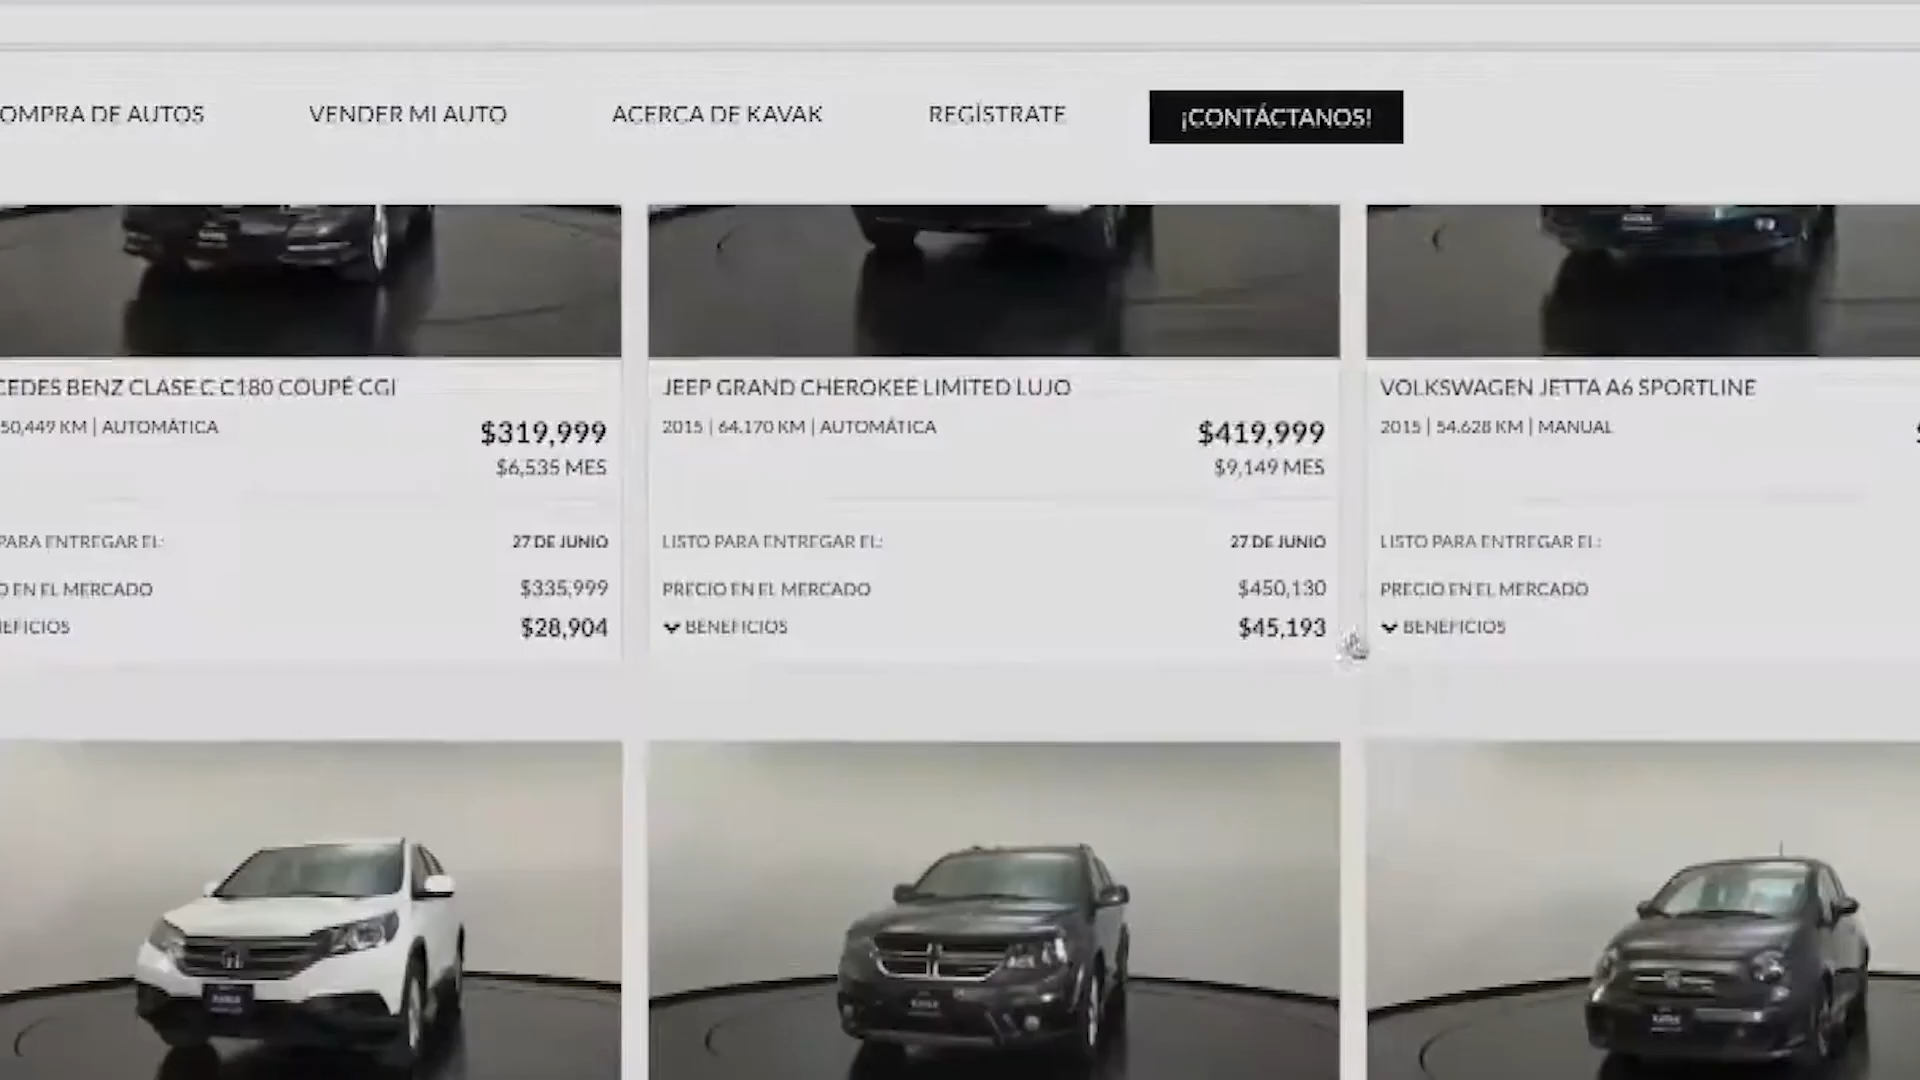 OMPRA DE AUTOS
VENDER MI AUTO
ACERCA DE KAVAK
REGÍSTRATE
¡CONTÁCTANOS!
CEDES BENZ CLASE C C180 COUPÉ CGI
50,449 KM | AUTOMÁTICA
$319,999
$6,535 MES
PARA ENTREGAR EL:
27 DE JUNIO
O EN EL MERCADO
$335,999
NEFICIOS
$28,904
JEEP GRAND CHEROKEE LIMITED LUJO
2015 | 64,170 KM | AUTOMÁTICA
$419,999
$9,149 MES
LISTO PARA ENTREGAR EL:
27 DE JUNIO
PRECIO EN EL MERCADO
$450,130
BENEFICIOS
$45,193
VOLKSWAGEN JETTA A6 SPORTLINE
2015 | 54,628 KM | MANUAL
LISTO PARA ENTREGAR EL:
PRECIO EN EL MERCADO
BENEFICIOS